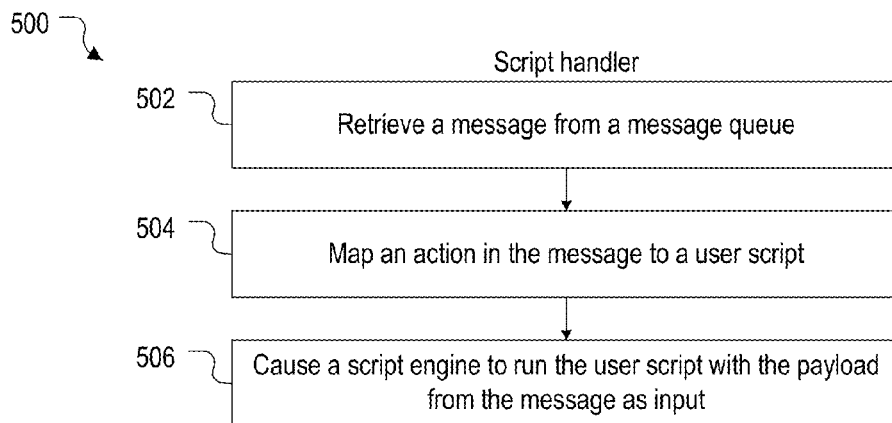 500
Script handler
502
Retrieve a message from a message queue
504
Map an action in the message to a user script
506
Cause a script engine to run the user script with the payload
from the message as input